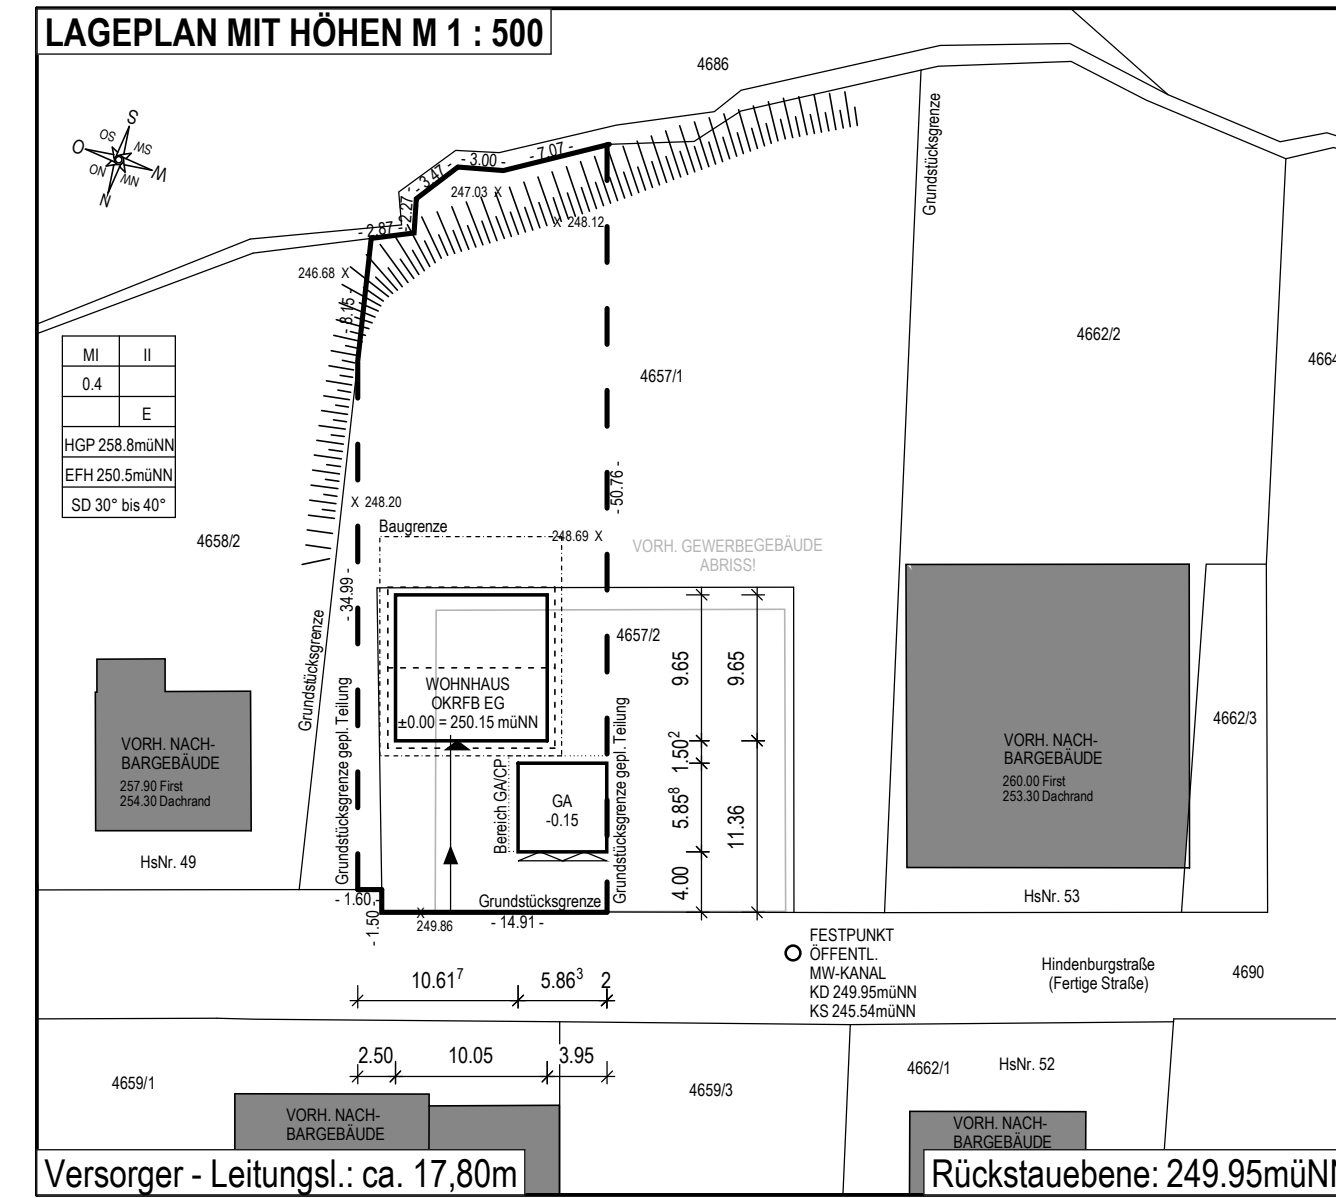 LAGEPLAN MIT HÖHEN M 1 : 500
4686
S
OS
SW
O
W
ON
NW
N
- 3.00 -
- 7.07 -
- 3.47 -
- 2.27 -
- 2.87 -
247.03 X
X 248.12
246.68 X
- 8.15 -
Grundstücksgrenze
4662/2
4664
4657/1
MI II
0.4
E
HGP 258.8müNN
EFH 250.5müNN
SD 30° bis 40°
X 248.20
- 50.76 -
Baugrenze
248.69 X
4658/2
VORH. GEWERBEGEBÄUDE
ABRISS!
- 34.99 -
Grundstücksgrenze
4657/2
9.65
9.65
WOHNHAUS
OKRFB EG
±0.00 = 250.15 müNN
Grundstücksgrenze gepl. Teilung
Grundstücksgrenze gepl. Teilung
VORH. NACH-
BARGEBÄUDE
257.90 First
254.30 Dachrand
HsNr. 49
Bereich GA/CP
GA
-0.15
1.50²
5.85⁸
4.00
11.36
VORH. NACH-
BARGEBÄUDE
260.00 First
253.30 Dachrand
4662/3
HsNr. 53
- 1.60 -
- 1.50 -
X
249.86
Grundstücksgrenze
- 14.91 -
FESTPUNKT
ÖFFENTL.
MW-KANAL
KD 249.95müNN
KS 245.54müNN
Hindenburgstraße
(Fertige Straße)
4690
10.61⁷ 5.86³ 2
2.50 10.05 3.95
4659/1
4659/3
4662/1
HsNr. 52
VORH. NACH-
BARGEBÄUDE
VORH. NACH-
BARGEBÄUDE
Versorger - Leitungsl.: ca. 17,80m
Rückstauebene: 249.95müNN